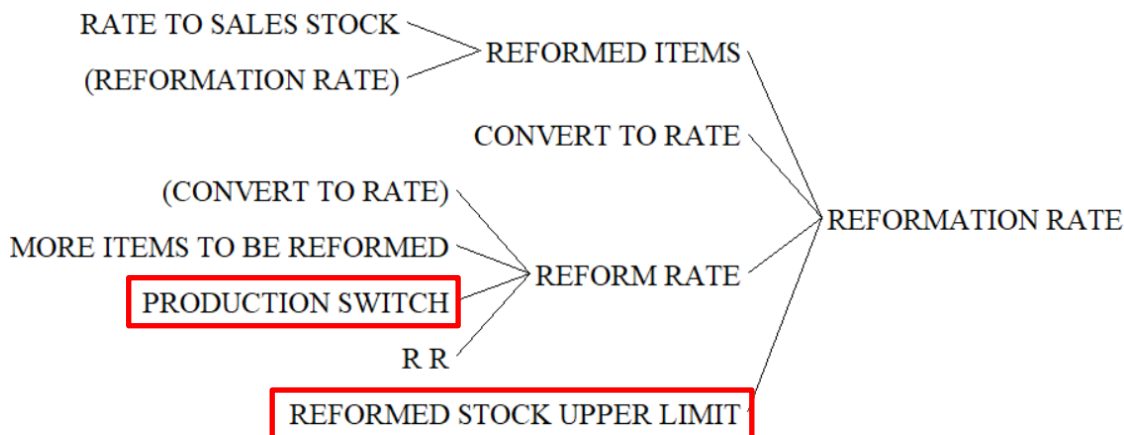 RATE TO SALES STOCK
REFORMED ITEMS
(REFORMATION RATE)
CONVERT TO RATE
(CONVERT TO RATE)
REFORMATION RATE
MORE ITEMS TO BE REFORMED
REFORM RATE
PRODUCTION SWITCH
R R
REFORMED STOCK UPPER LIMIT